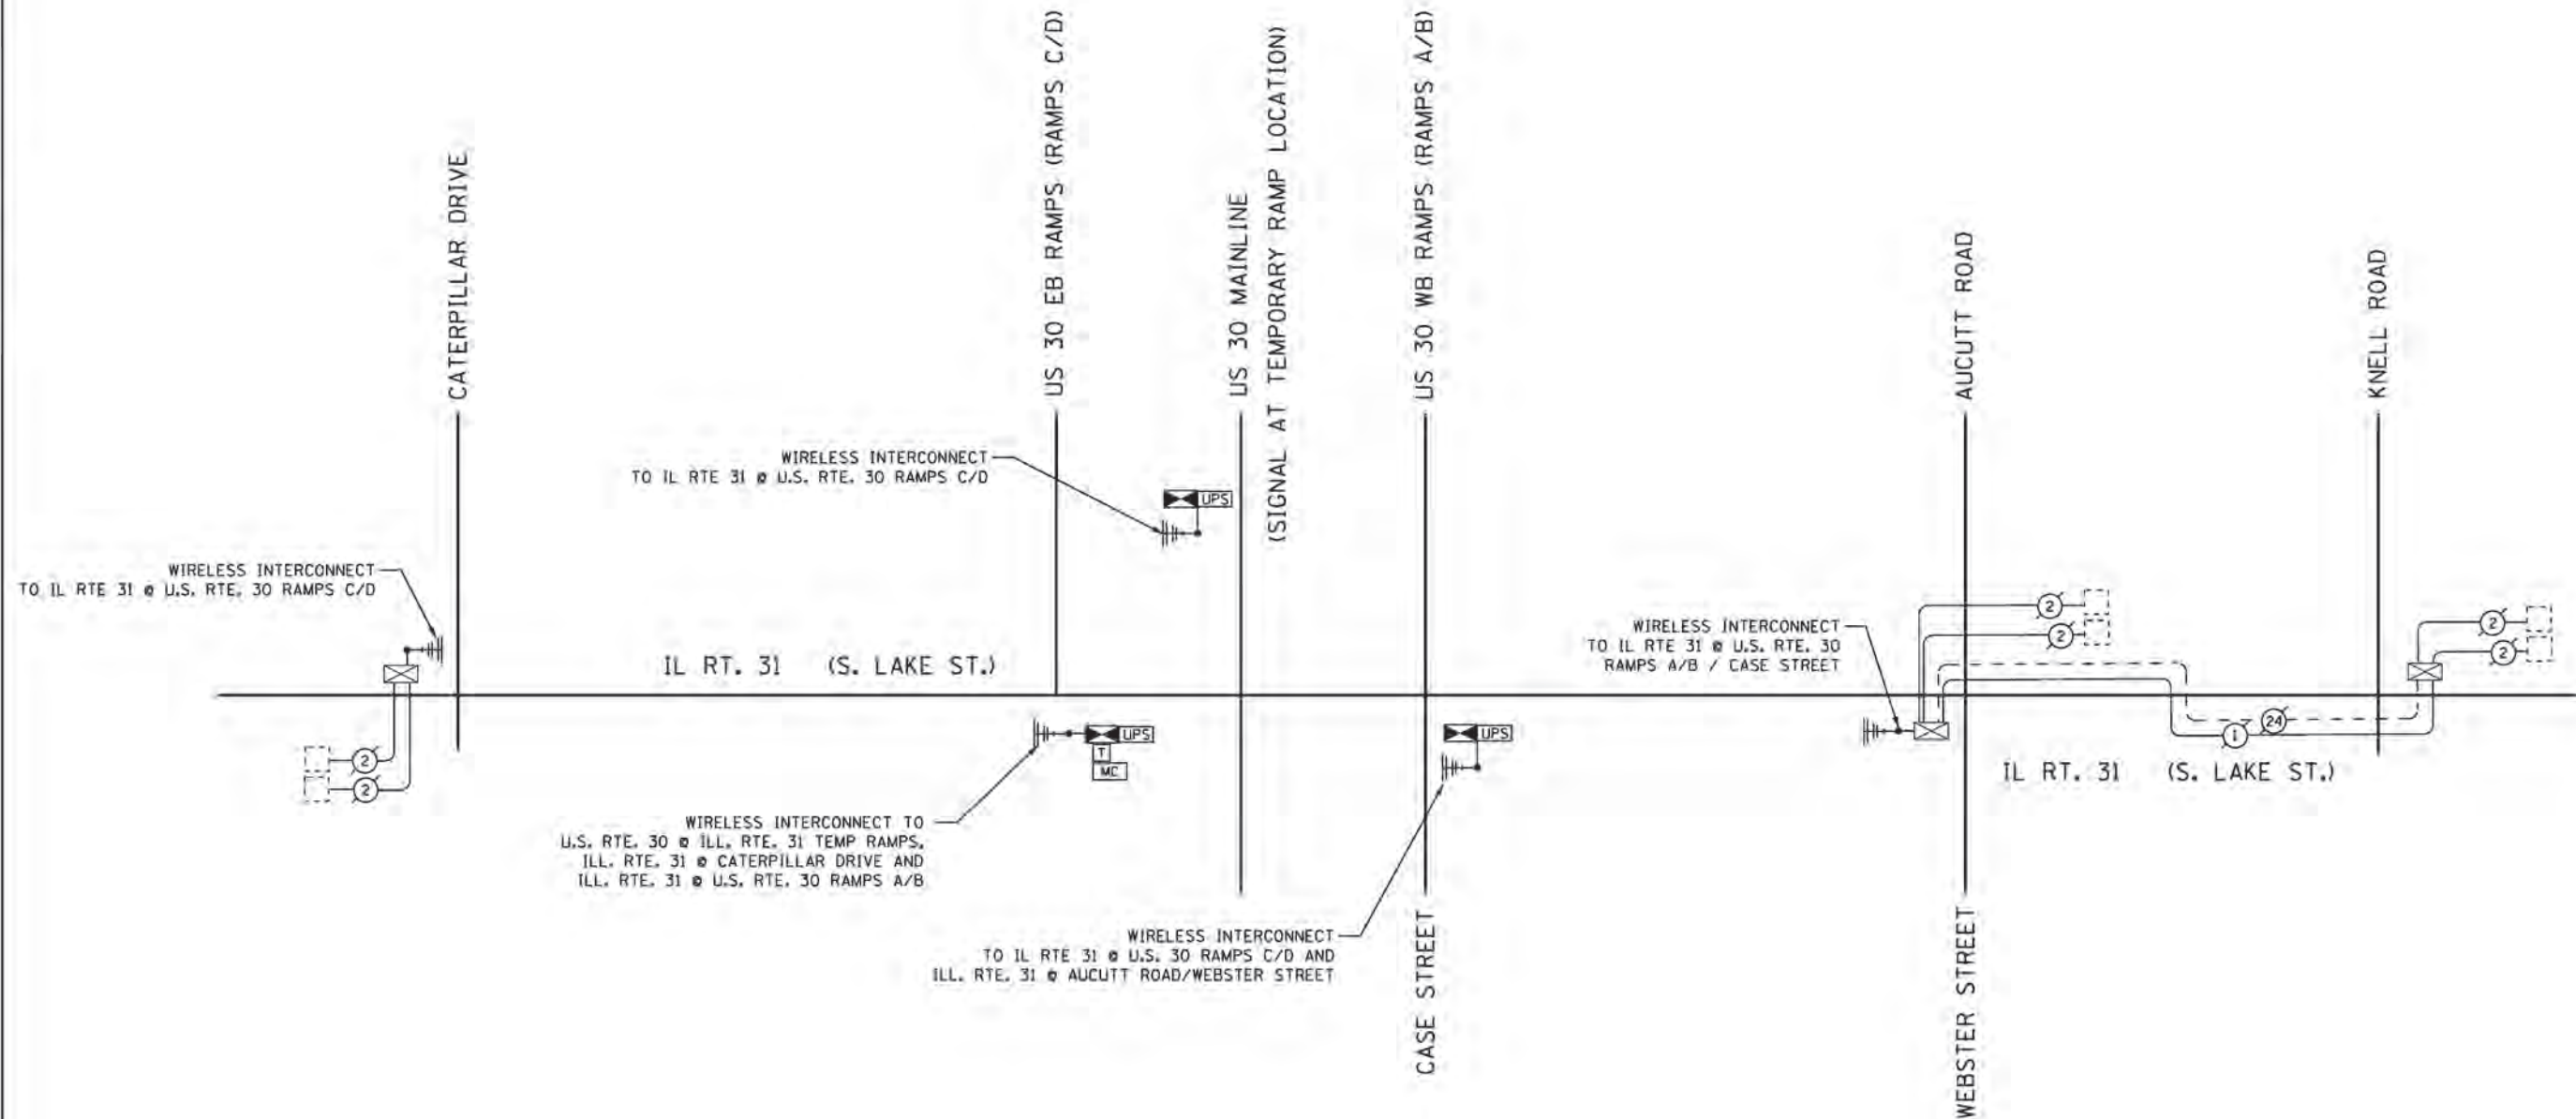 CATERPILLAR DRIVE
US 30 EB RAMPS (RAMPS C/D)
US 30 MAINLINE
(SIGNAL AT TEMPORARY RAMP LOCATION)
US 30 WB RAMPS (RAMPS A/B)
AUCUTT ROAD
KNELL ROAD
WIRELESS INTERCONNECT
TO IL RTE 31 @ U.S. RTE. 30 RAMPS C/D
UPS
WIRELESS INTERCONNECT
TO IL RTE 31 @ U.S. RTE. 30 RAMPS C/D
WIRELESS INTERCONNECT
TO IL RTE 31 @ U.S. RTE. 30
RAMPS A/B / CASE STREET
2
2
2
2
IL RT. 31 (S. LAKE ST.)
1
24
UPS
T
MC
UPS
2
2
IL RT. 31 (S. LAKE ST.)
WIRELESS INTERCONNECT TO
U.S. RTE. 30 @ ILL. RTE. 31 TEMP RAMPS,
ILL. RTE. 31 @ CATERPILLAR DRIVE AND
ILL. RTE. 31 @ U.S. RTE. 30 RAMPS A/B
WIRELESS INTERCONNECT
TO IL RTE 31 @ U.S. 30 RAMPS C/D AND
ILL. RTE. 31 @ AUCUTT ROAD/WEBSTER STREET
CASE STREET
WEBSTER STREET